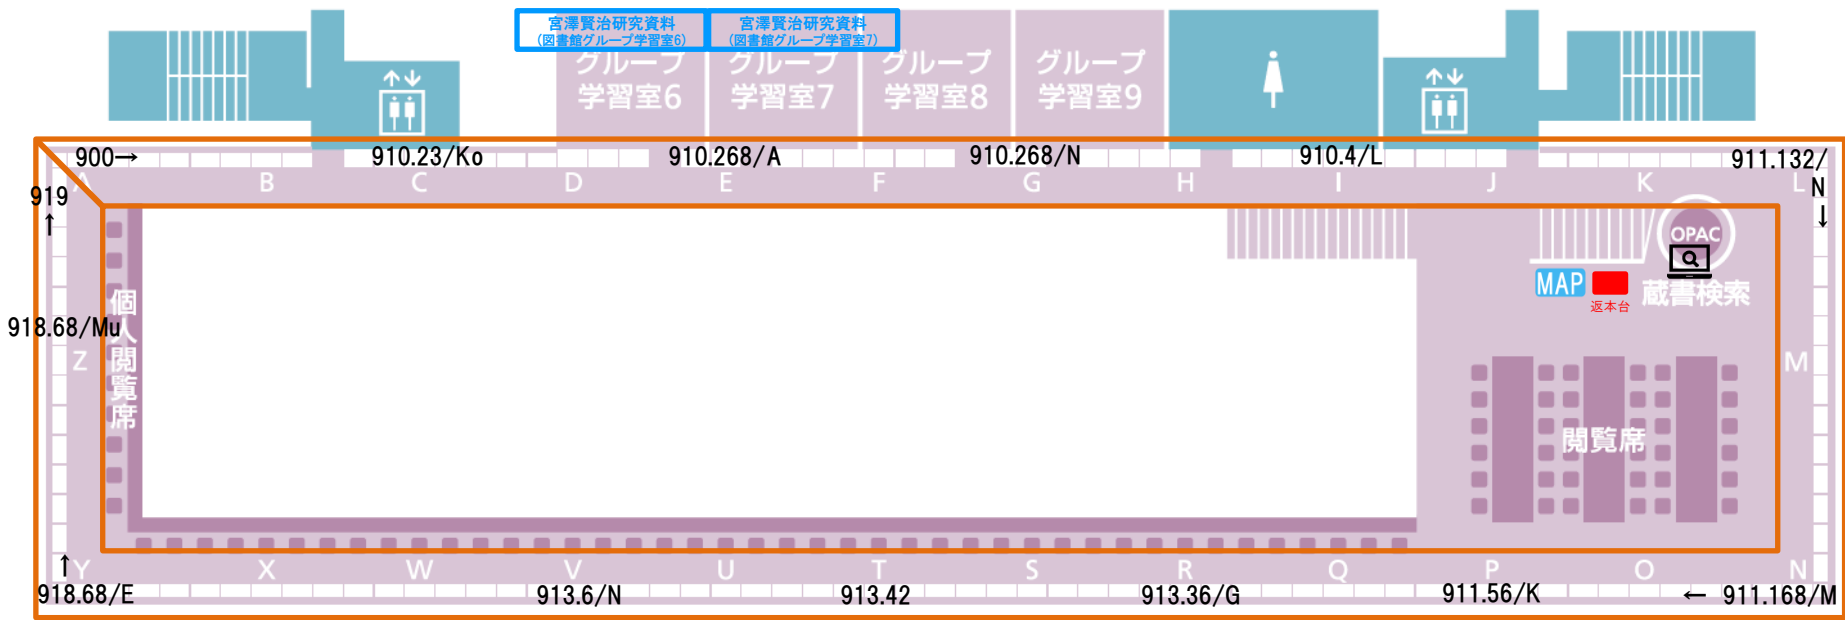 宮澤賢治研究資料
(図書館グループ学習室6)
宮澤賢治研究資料
(図書館グループ学習室7)
グループ
学習室6
グループ
学習室7
グループ
学習室8
グループ
学習室9
900→
910.23/Ko
910.268/A
910.268/N
910.4/L
911.132/
N
↓
A
B
C
D
E
F
G
H
I
J
K
L
919
↑
OPAC
MAP
返本台
蔵書検索
個人閲覧席
918.68/Mu
Z
M
閲覧席
↑
Y
X
W
V
U
T
S
R
Q
P
O
N
918.68/E
913.6/N
913.42
913.36/G
911.56/K
← 911.168/M